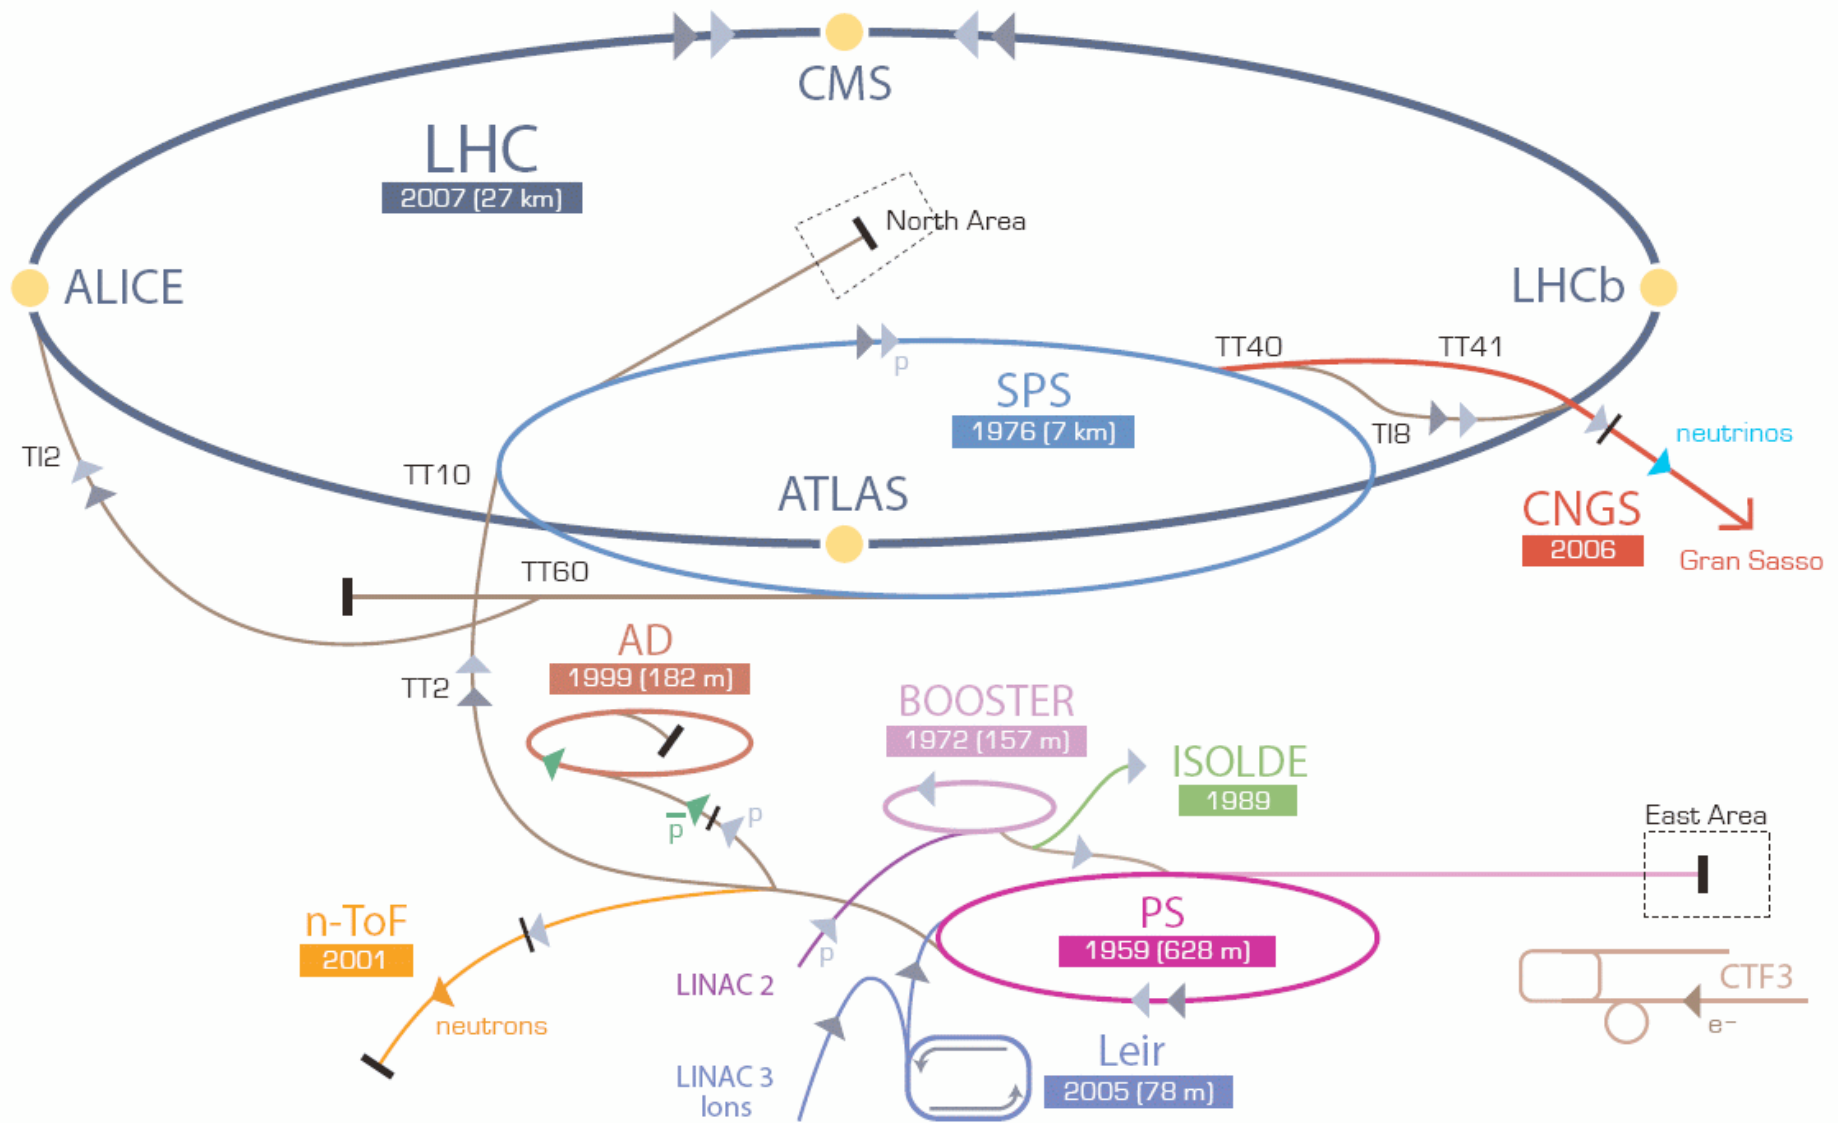 CMS
LHC
2007 (27 km)
North Area
ALICE
LHCb
p
TT40
TT41
SPS
1976 (7 km)
TI8
neutrinos
TI2
TT10
ATLAS
CNGS
2006
Gran Sasso
TT60
AD
1999 (182 m)
TT2
BOOSTER
1972 (157 m)
ISOLDE
1989
p̅
p
East Area
n-ToF
2001
PS
1959 (628 m)
p
LINAC 2
CTF3
e⁻
neutrons
Leir
2005 (78 m)
LINAC 3
Ions